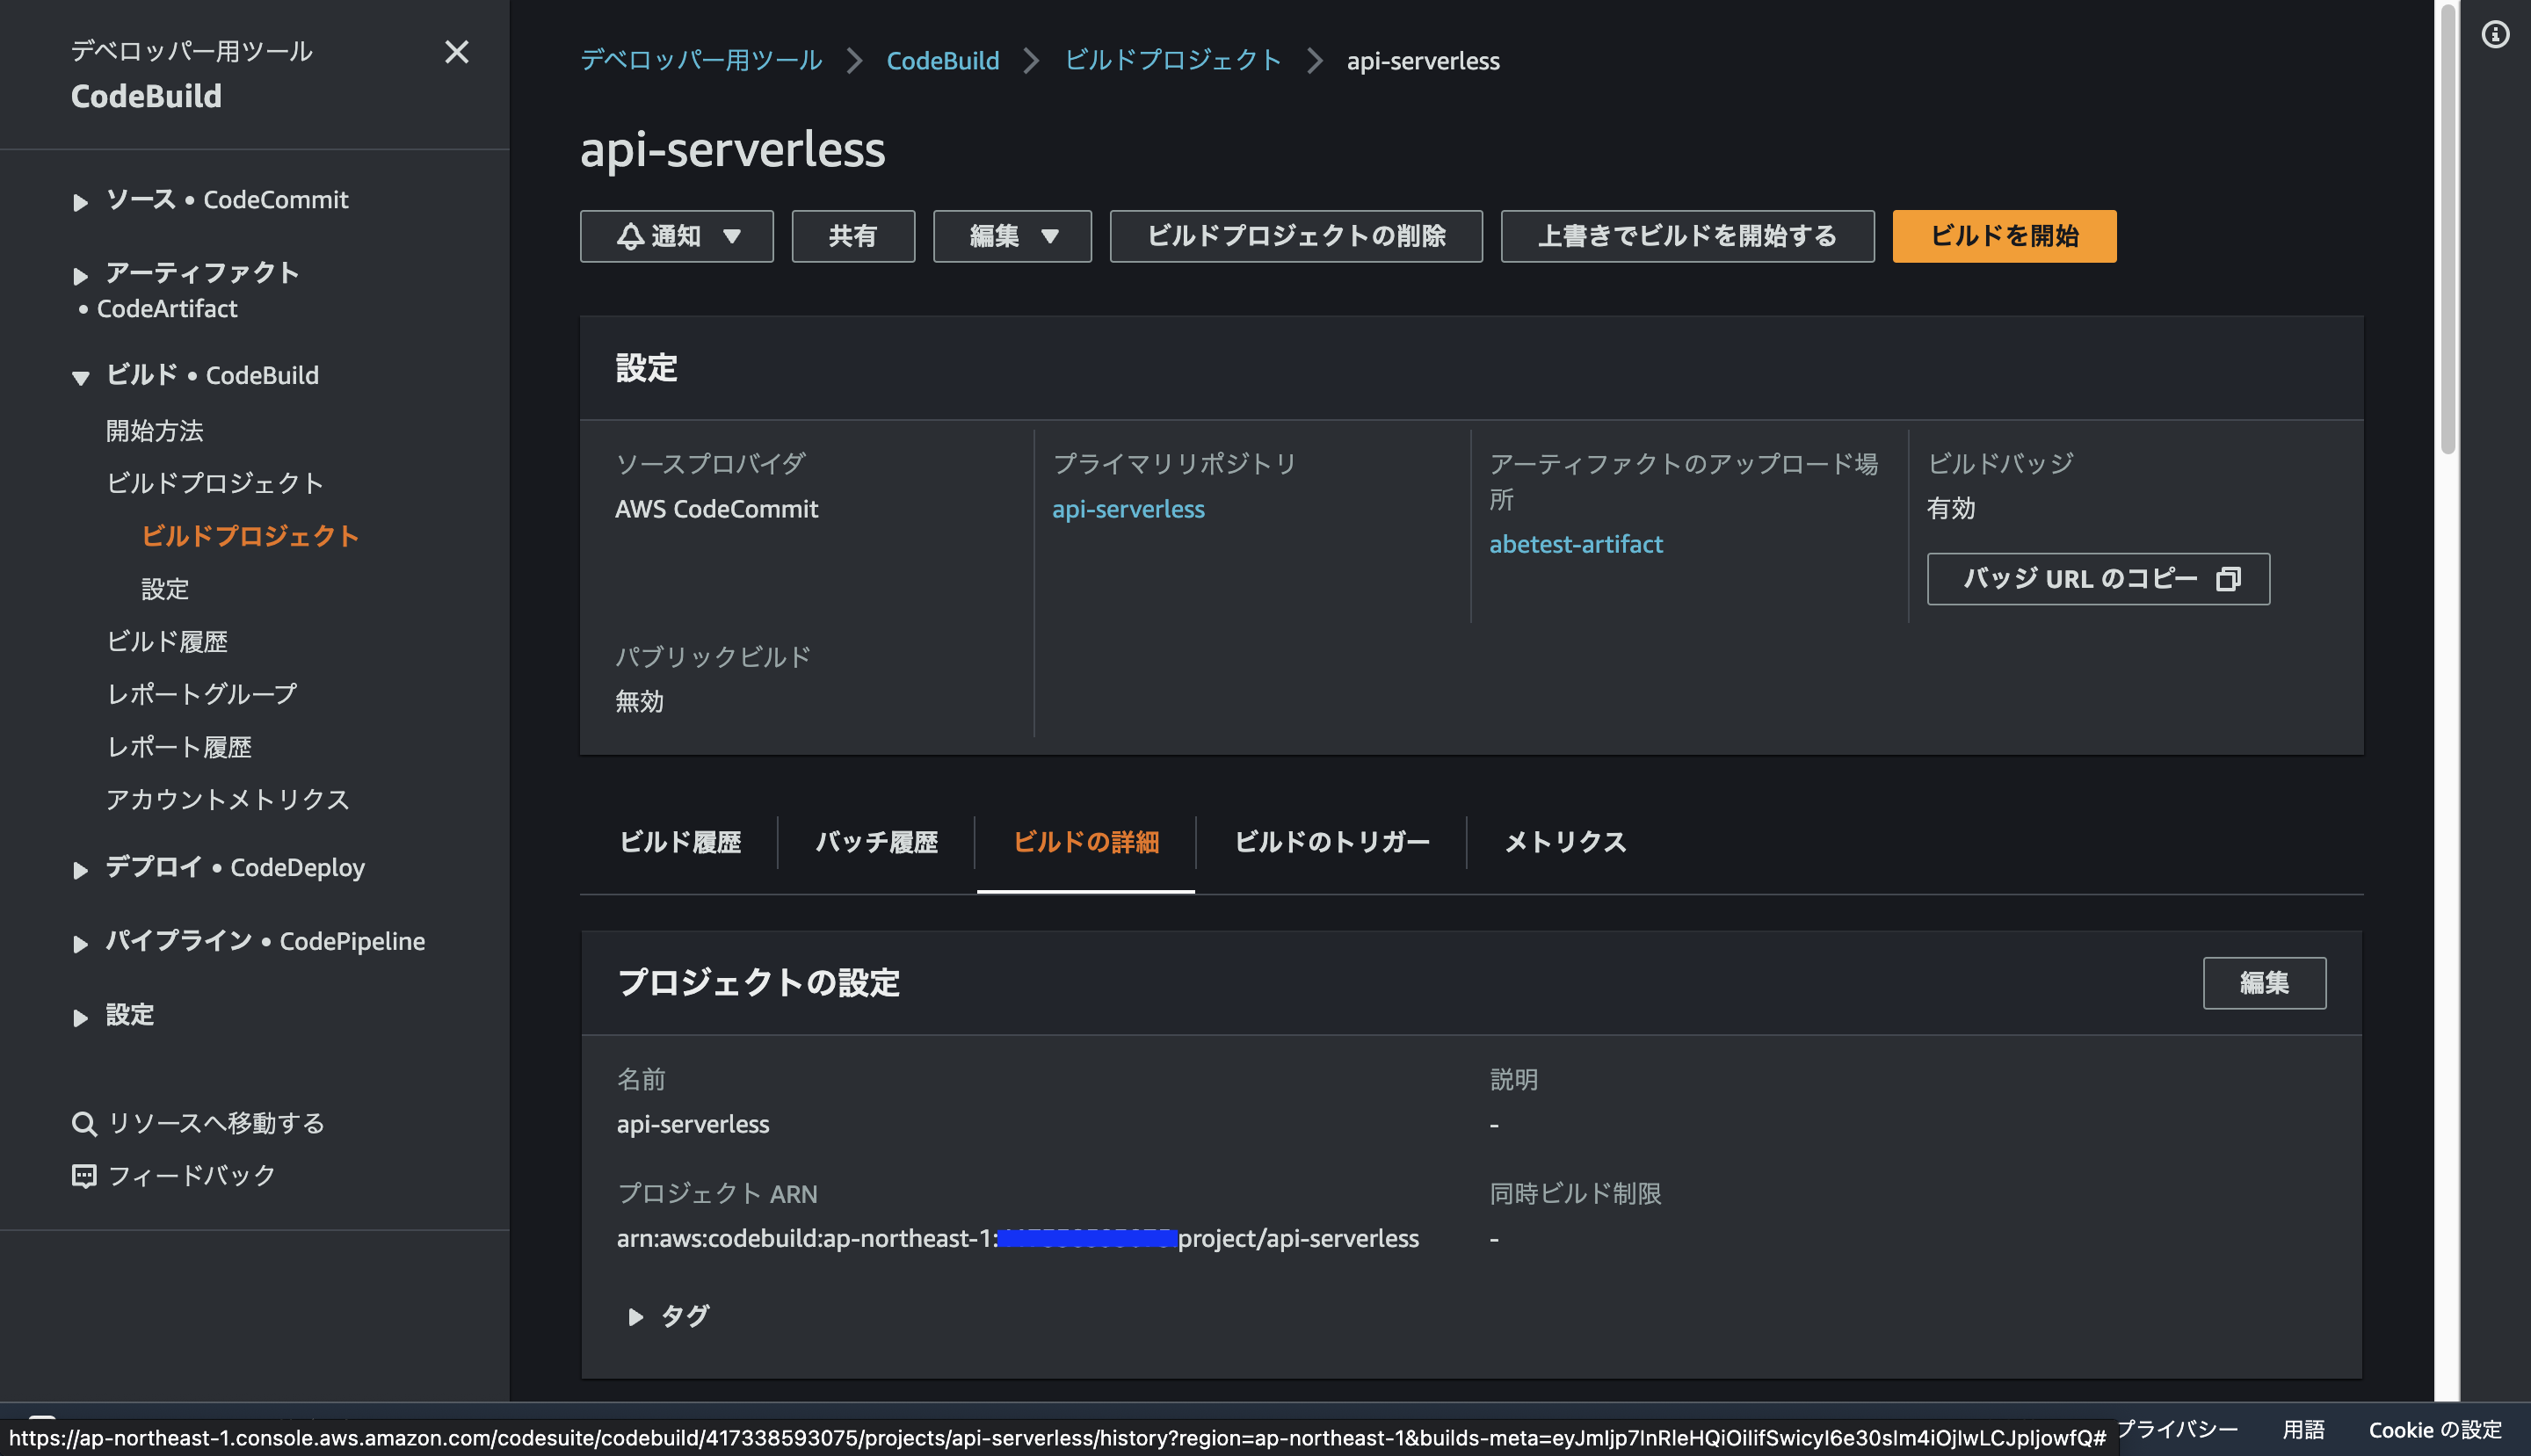 デベロッパー用ツール
CodeBuild
ソース • CodeCommit
アーティファクト
• CodeArtifact
ビルド • CodeBuild
開始方法
ビルドプロジェクト
ビルドプロジェクト
設定
ビルド履歴
レポートグループ
レポート履歴
アカウントメトリクス
デプロイ • CodeDeploy
パイプライン • CodePipeline
設定
リソースへ移動する
フィードバック
デベロッパー用ツール > CodeBuild > ビルドプロジェクト > api-serverless
api-serverless
通知 共有 編集 ビルドプロジェクトの削除 上書きでビルドを開始する ビルドを開始
設定
ソースプロバイダ
AWS CodeCommit
プライマリリポジトリ
api-serverless
アーティファクトのアップロード場
所
abetest-artifact
ビルドバッジ
有効
バッジ URL のコピー
パブリックビルド
無効
ビルド履歴 バッチ履歴 ビルドの詳細 ビルドのトリガー メトリクス
プロジェクトの設定
編集
名前
api-serverless
説明
-
プロジェクト ARN
arn:aws:codebuild:ap-northeast-1: project/api-serverless
同時ビルド制限
-
タグ
https://ap-northeast-1.console.aws.amazon.com/codesuite/codebuild/417338593075/projects/api-serverless/history?region=ap-northeast-1&builds-meta=eyJmIjp7InRleHQiOiIifSwicyI6e30sIm4iOjIwLCJpIjowfQ#
プライバシー 用語 Cookie の設定